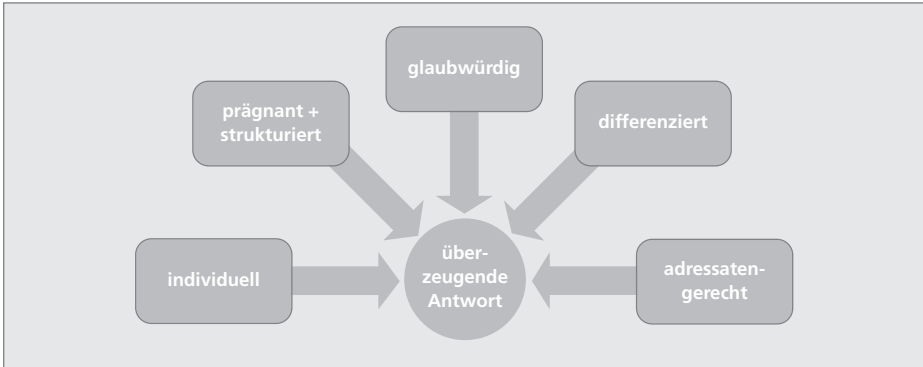 glaubwürdig
prägnant +
strukturiert
differenziert
individuell
über-
zeugende
Antwort
adressaten-
gerecht